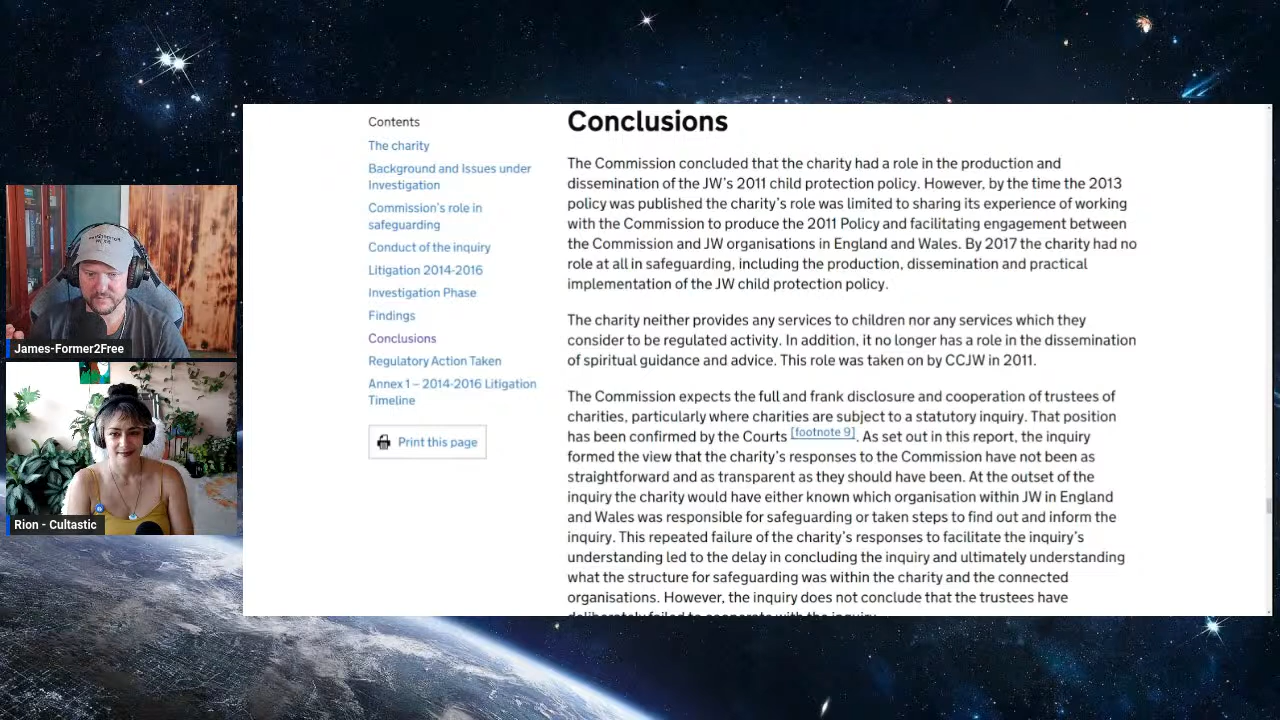 Contents
The charity
Background and Issues under
Investigation
Commission's role in
safeguarding
Conduct of the inquiry
Litigation 2014-2016
Investigation Phase
Findings
Conclusions
Regulatory Action Taken
Annex 1 – 2014-2016 Litigation
Timeline
Print this page
Conclusions
The Commission concluded that the charity had a role in the production and
dissemination of the JW's 2011 child protection policy. However, by the time the 2013
policy was published the charity's role was limited to sharing its experience of working
with the Commission to produce the 2011 Policy and facilitating engagement between
the Commission and JW organisations in England and Wales. By 2017 the charity had no
role at all in safeguarding, including the production, dissemination and practical
implementation of the JW child protection policy.
The charity neither provides any services to children nor any services which they
consider to be regulated activity. In addition, it no longer has a role in the dissemination
of spiritual guidance and advice. This role was taken on by CCJW in 2011.
The Commission expects the full and frank disclosure and cooperation of trustees of
charities, particularly where charities are subject to a statutory inquiry. That position
has been confirmed by the Courts [footnote 9]. As set out in this report, the inquiry
formed the view that the charity's responses to the Commission have not been as
straightforward and as transparent as they should have been. At the outset of the
inquiry the charity would have either known which organisation within JW in England
and Wales was responsible for safeguarding or taken steps to find out and inform the
inquiry. This repeated failure of the charity's responses to facilitate the inquiry's
understanding led to the delay in concluding the inquiry and ultimately understanding
what the structure for safeguarding was within the charity and the connected
organisations. However, the inquiry does not conclude that the trustees have
deliberately failed to cooperate with the inquiry.
James-Former2Free
Rion - Cultastic